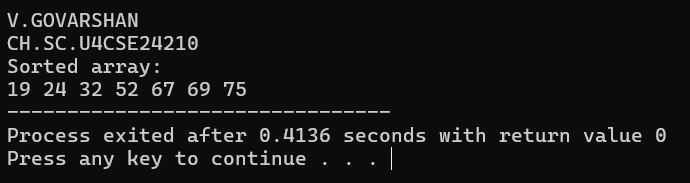 V.GOVARSHAN
CH.SC.U4CSE24210
Sorted array:
19 24 32 52 67 69 75
--------------------------------
Process exited after 0.4136 seconds with return value 0
Press any key to continue . . .